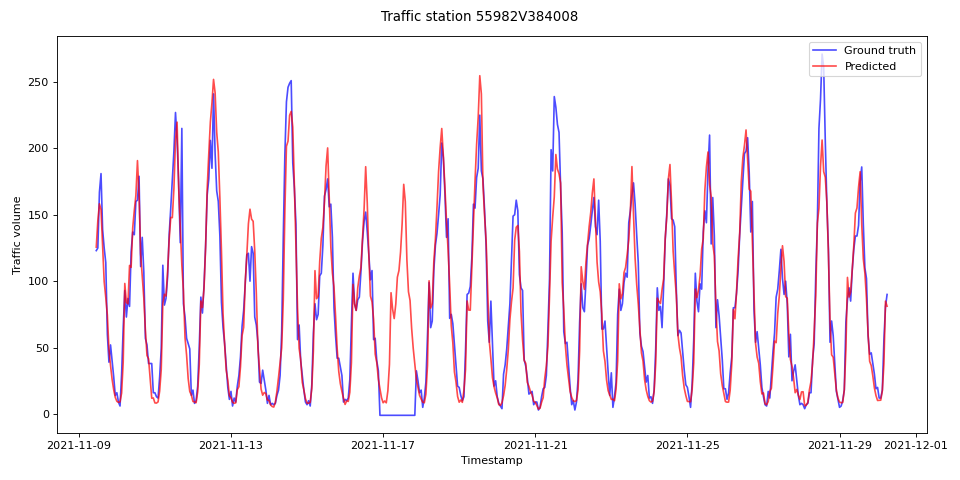 Traffic station 55982V384008
Ground truth
Predicted
Traffic volume
250
200
150
100
50
0
2021-11-09
2021-11-13
2021-11-17
2021-11-21
2021-11-25
2021-11-29
2021-12-01
Timestamp